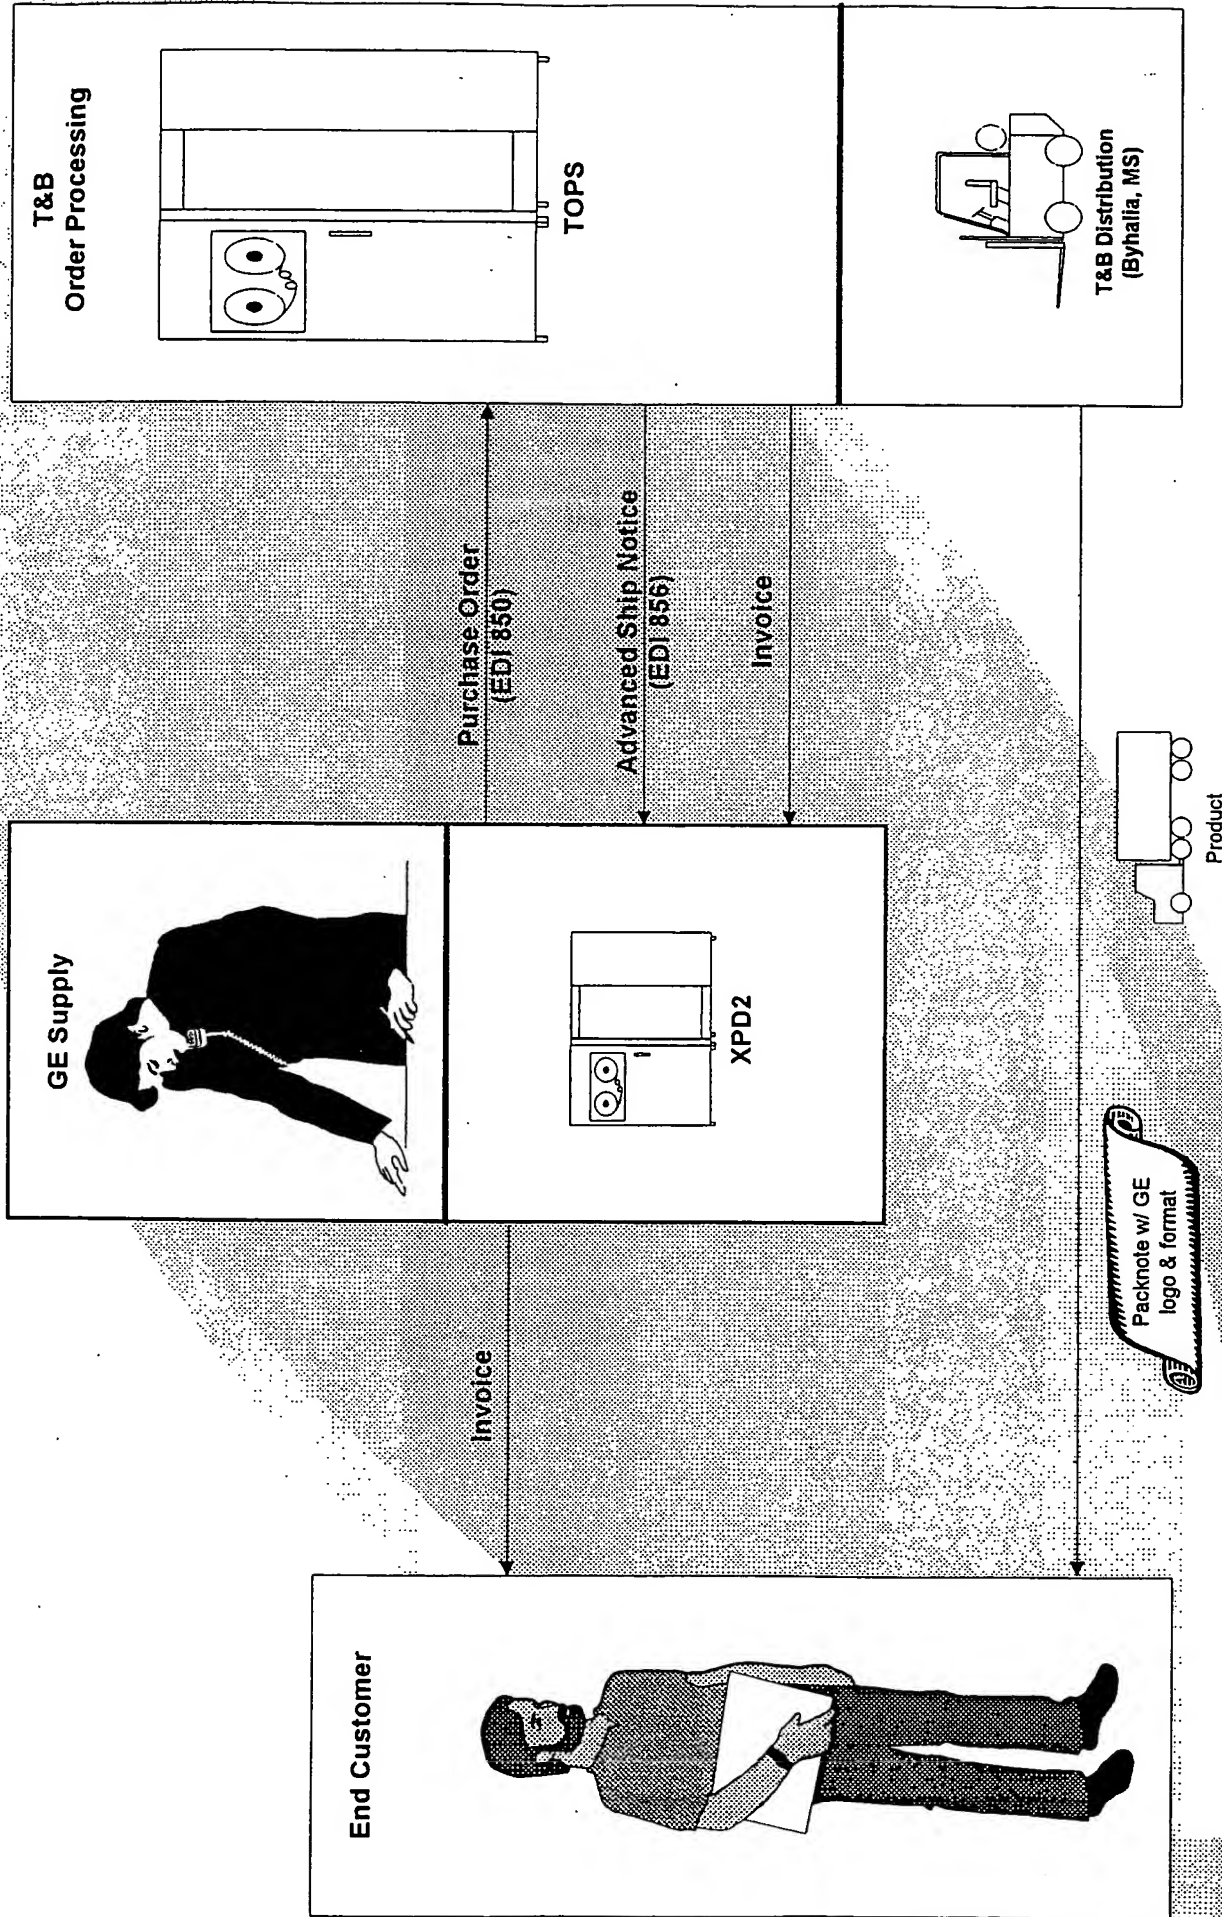 End Customer
Invoice
GE Supply
XPD2
Purchase Order
(EDI 850)
Advanced Ship Notice
(EDI 856)
Invoice
T&B
Order Processing
TOPS
T&B Distribution
(Byhalia, MS)
Packnote w/ GE
logo & format
Product